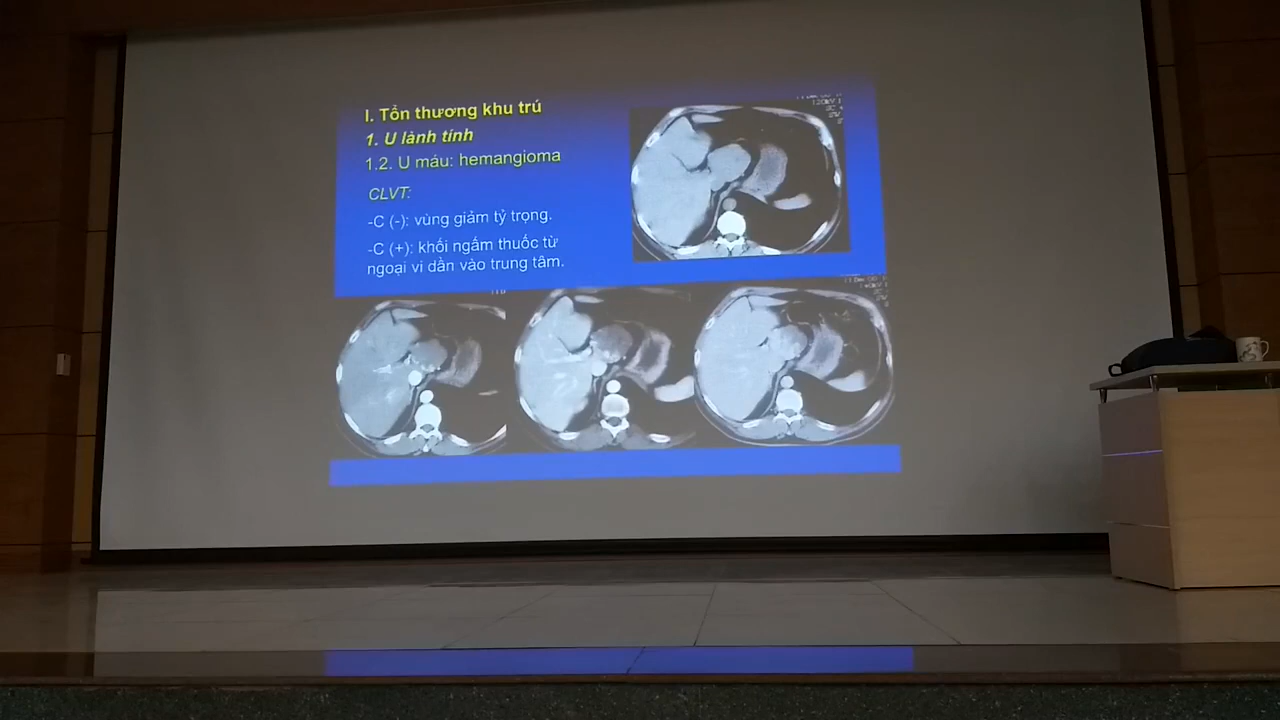 I. Tổn thương khu trú
1. U lành tính
1.2. U máu: hemangioma
CLVT:
-C (-): vùng giảm tỷ trọng.
-C (+): khối ngấm thuốc từ
ngoại vi dần vào trung tâm.